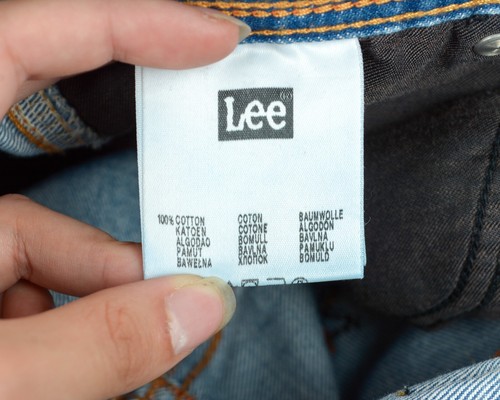 Lee®
100% COTTON COTON BAUMWOLLE
KATOEN COTONE ALGODON
ALGODAO BOMULL BAVLNA
PAMUT BAVLNA PAMUKLU
BAWEŁNA ХЛОПОК BOMULD